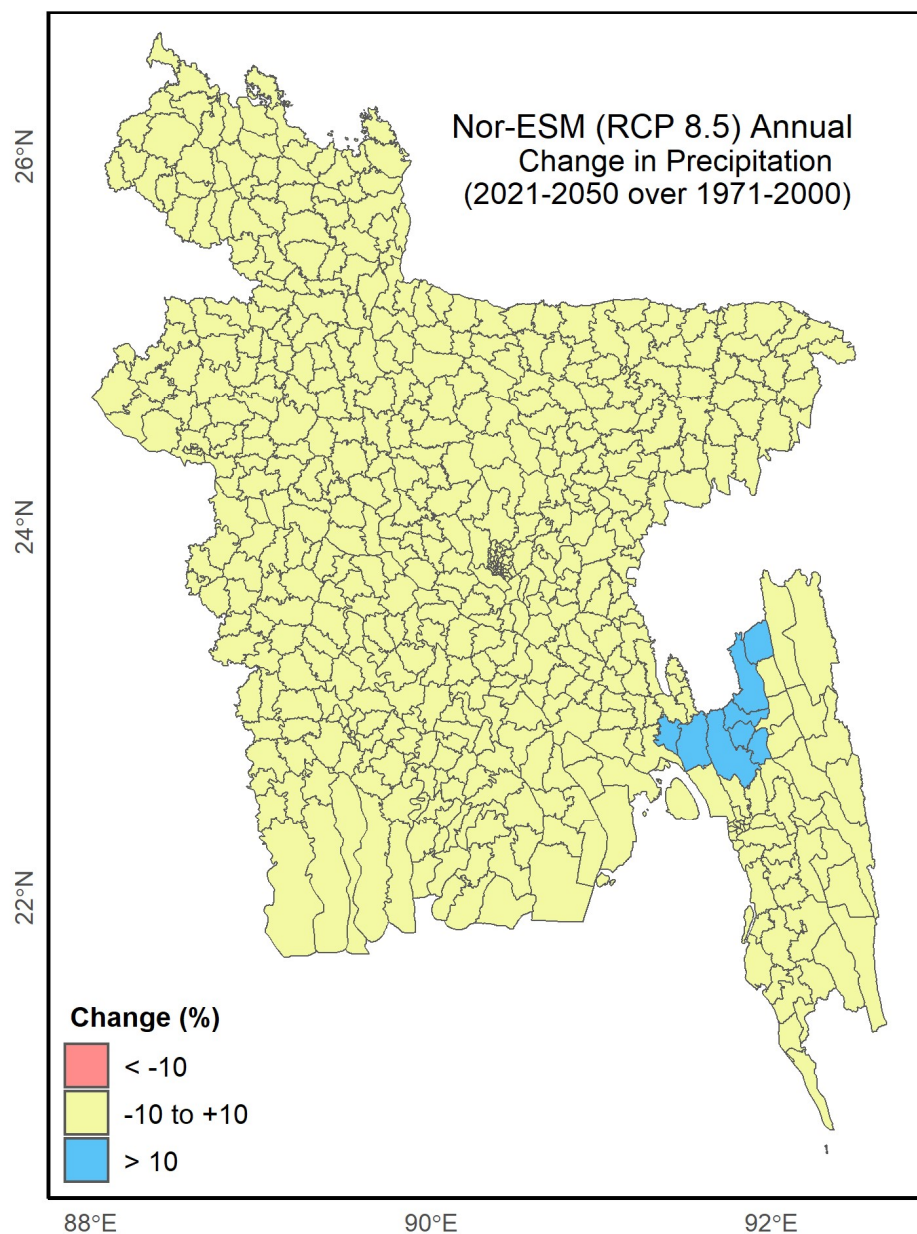 Nor-ESM (RCP 8.5) Annual
Change in Precipitation
(2021-2050 over 1971-2000)
26°N
24°N
22°N
Change (%)
< -10
-10 to +10
> 10
88°E
90°E
92°E